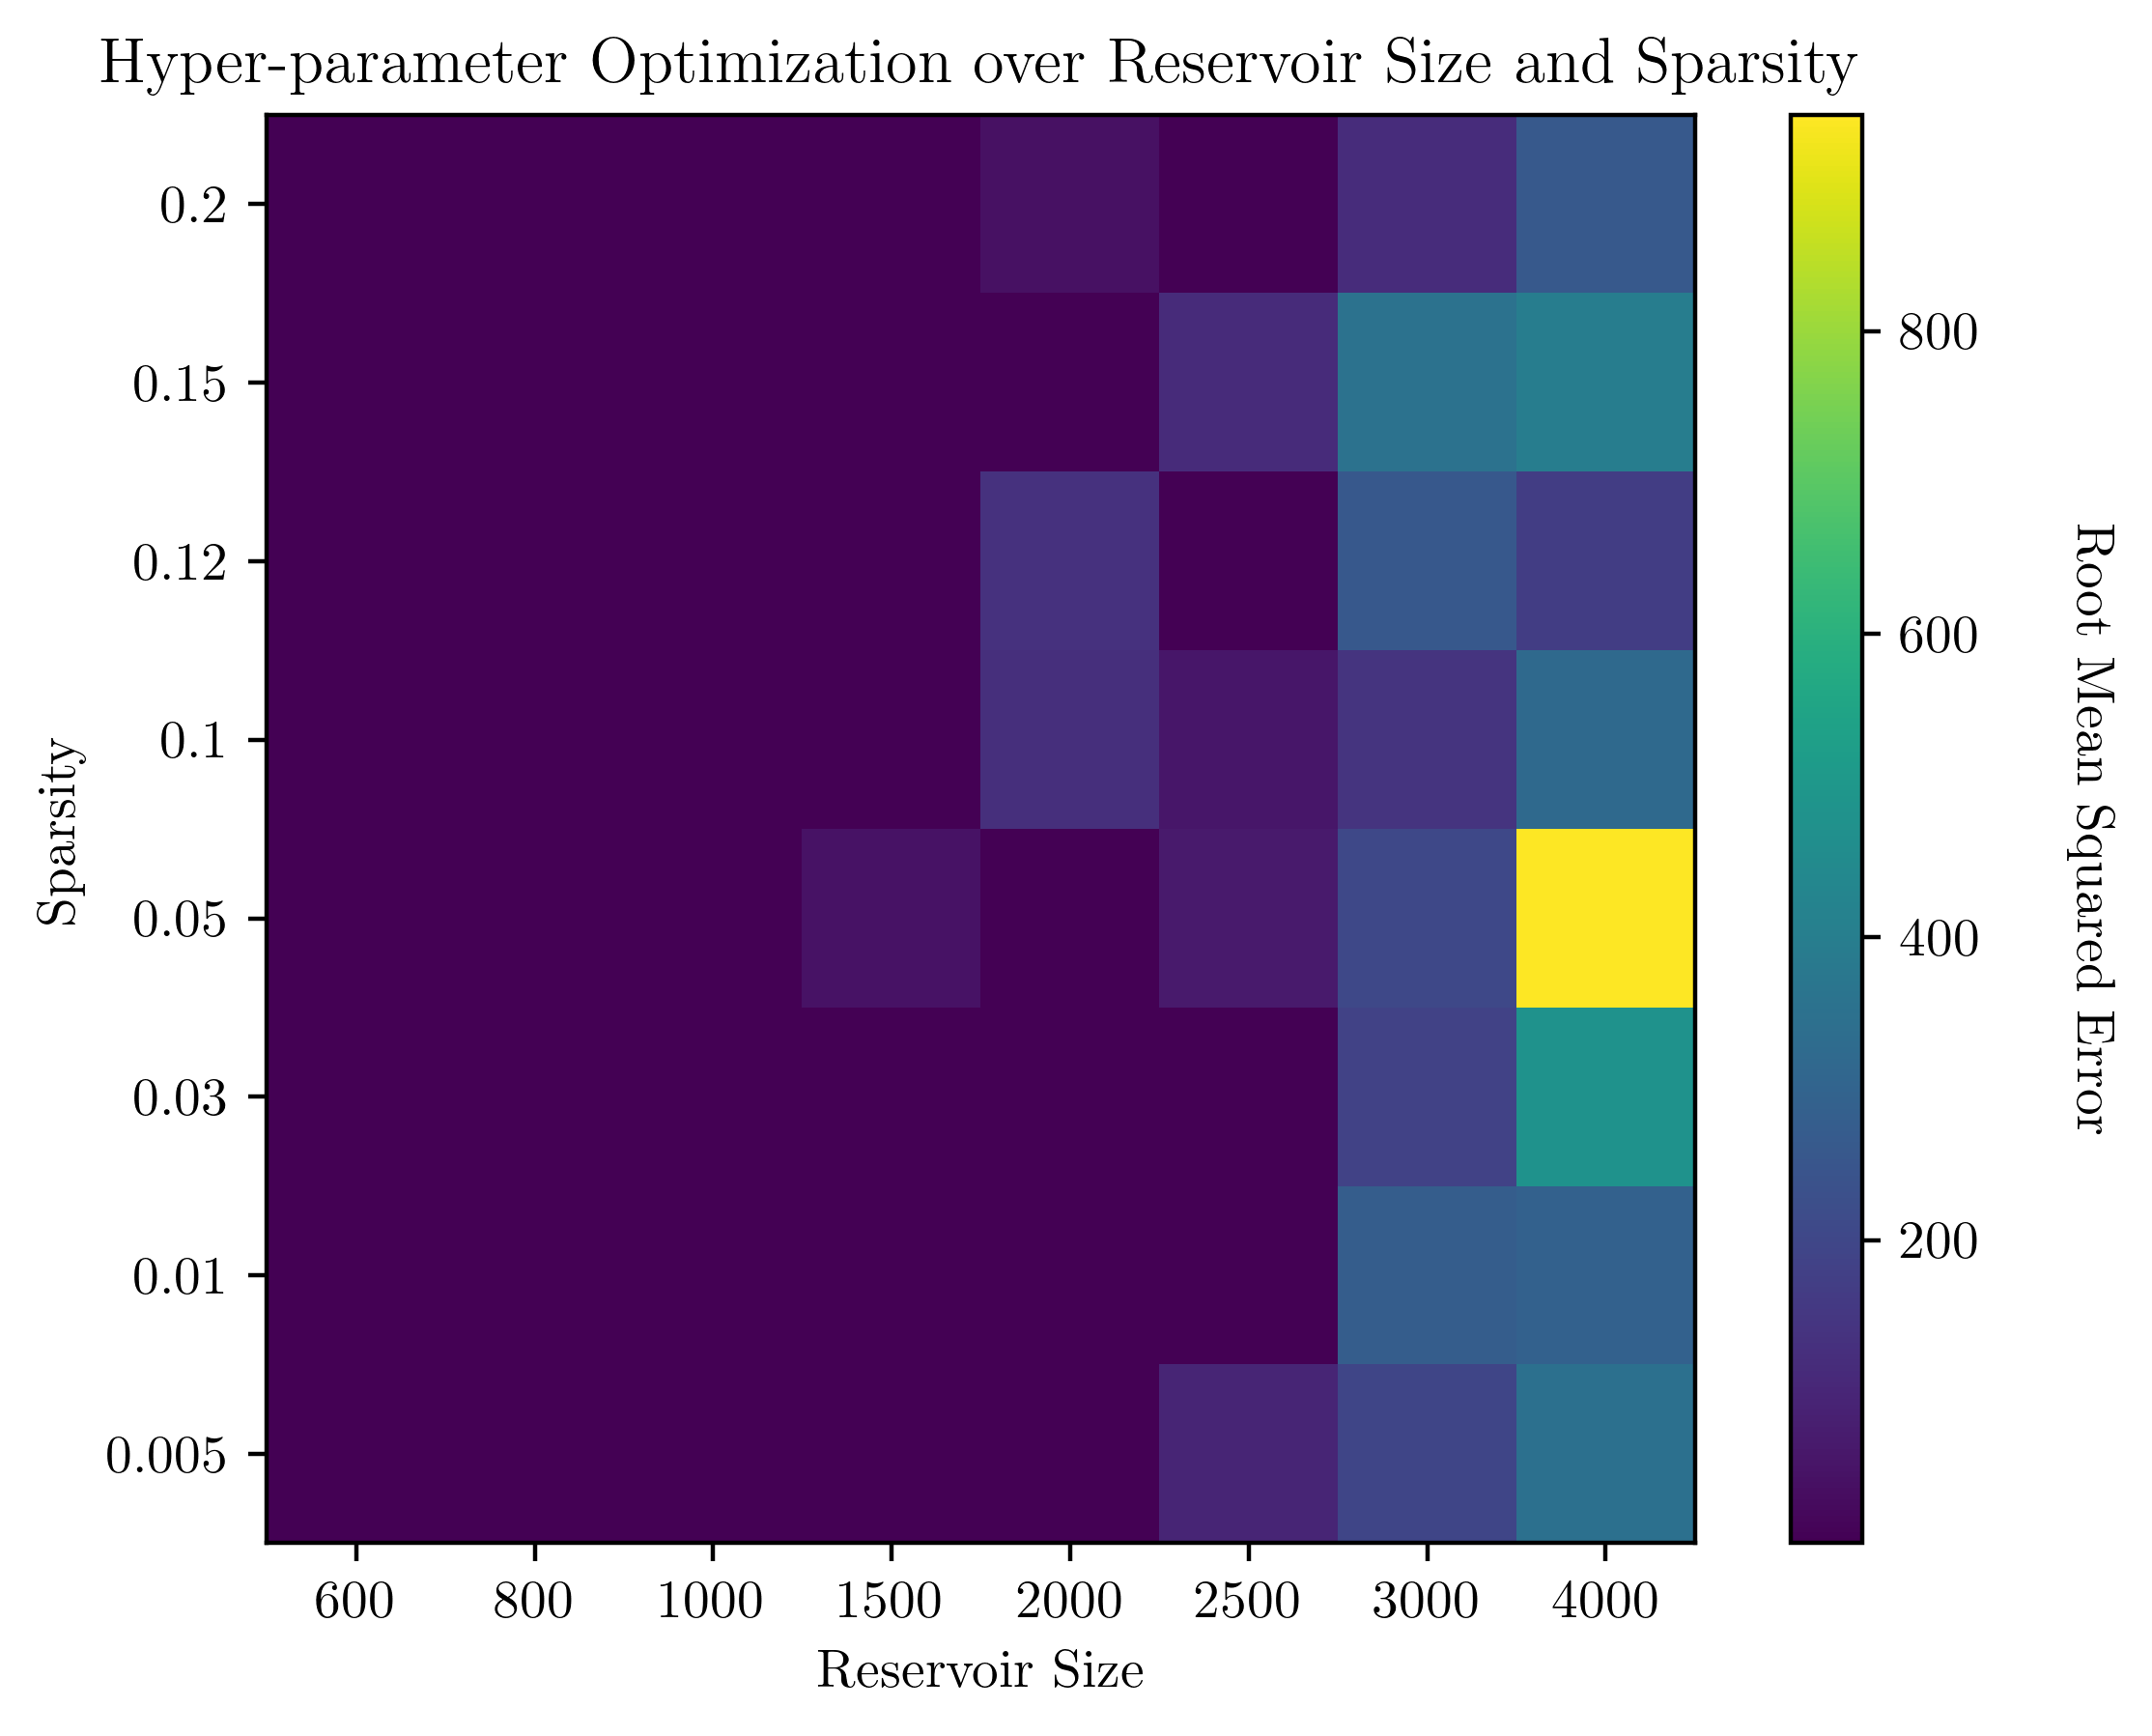 Hyper-parameter Optimization over Reservoir Size and Sparsity
0.2
0.15
0.12
0.1
0.05
0.03
0.01
0.005
Sparsity
600 800 1000 1500 2000 2500 3000 4000
Reservoir Size
800
600
400
200
Root Mean Squared Error